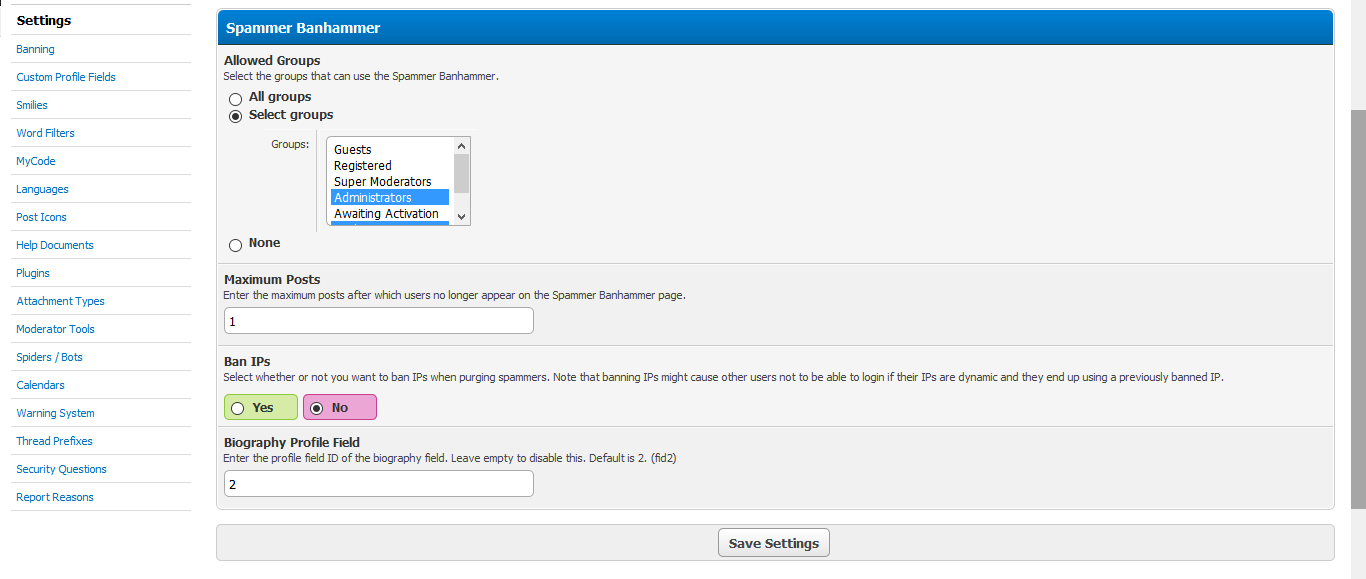 Settings
Banning
Custom Profile Fields
Smilies
Word Filters
MyCode
Languages
Post Icons
Help Documents
Plugins
Attachment Types
Moderator Tools
Spiders / Bots
Calendars
Warning System
Thread Prefixes
Security Questions
Report Reasons
Spammer Banhammer
Allowed Groups
Select the groups that can use the Spammer Banhammer.
All groups
Select groups
Groups:
Guests
Registered
Super Moderators
Administrators
Awaiting Activation
None
Maximum Posts
Enter the maximum posts after which users no longer appear on the Spammer Banhammer page.
1
Ban IPs
Select whether or not you want to ban IPs when purging spammers. Note that banning IPs might cause other users not to be able to login if their IPs are dynamic and they end up using a previously banned IP.
Yes No
Biography Profile Field
Enter the profile field ID of the biography field. Leave empty to disable this. Default is 2. (fid2)
2
Save Settings